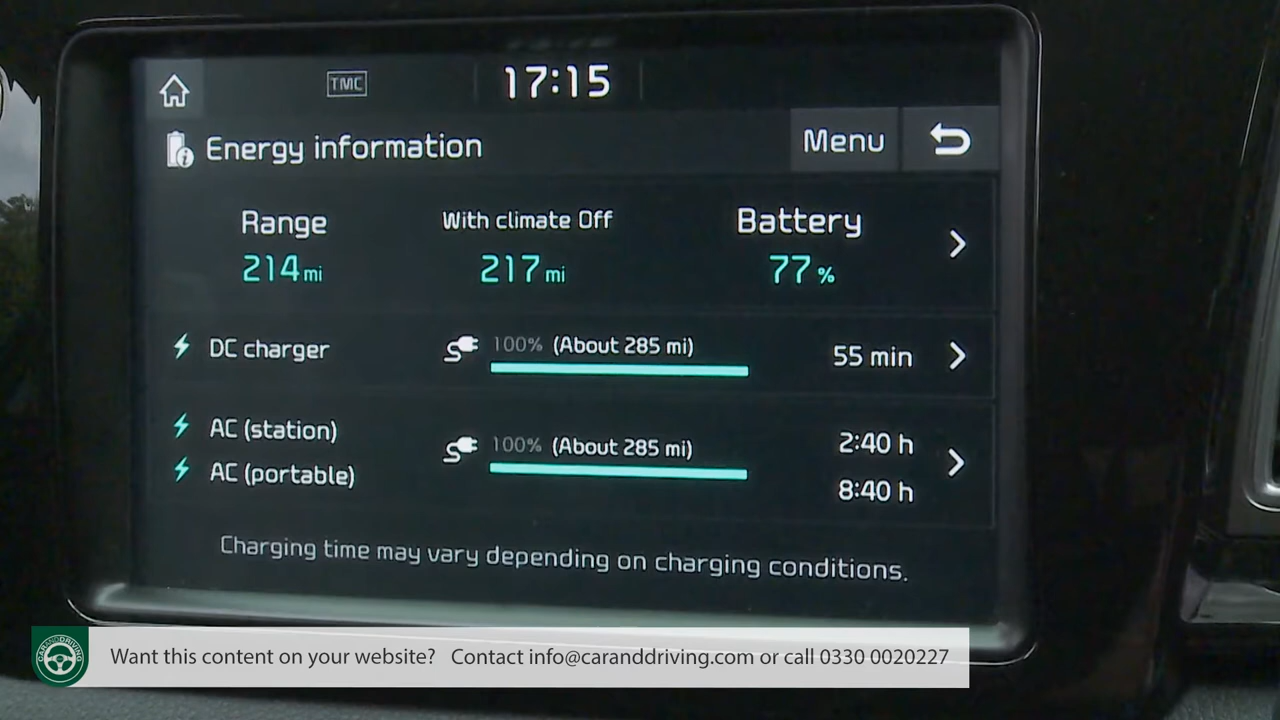 TMC
17:15
Energy information
Menu
Range
With climate Off
Battery
214 mi
217 mi
77 %
DC charger
100% (About 285 mi)
55 min
AC (station)
AC (portable)
100% (About 285 mi)
2:40 h
8:40 h
Charging time may vary depending on charging conditions.
CARANDDRIVING
Want this content on your website? Contact info@caranddriving.com or call 0330 0020227